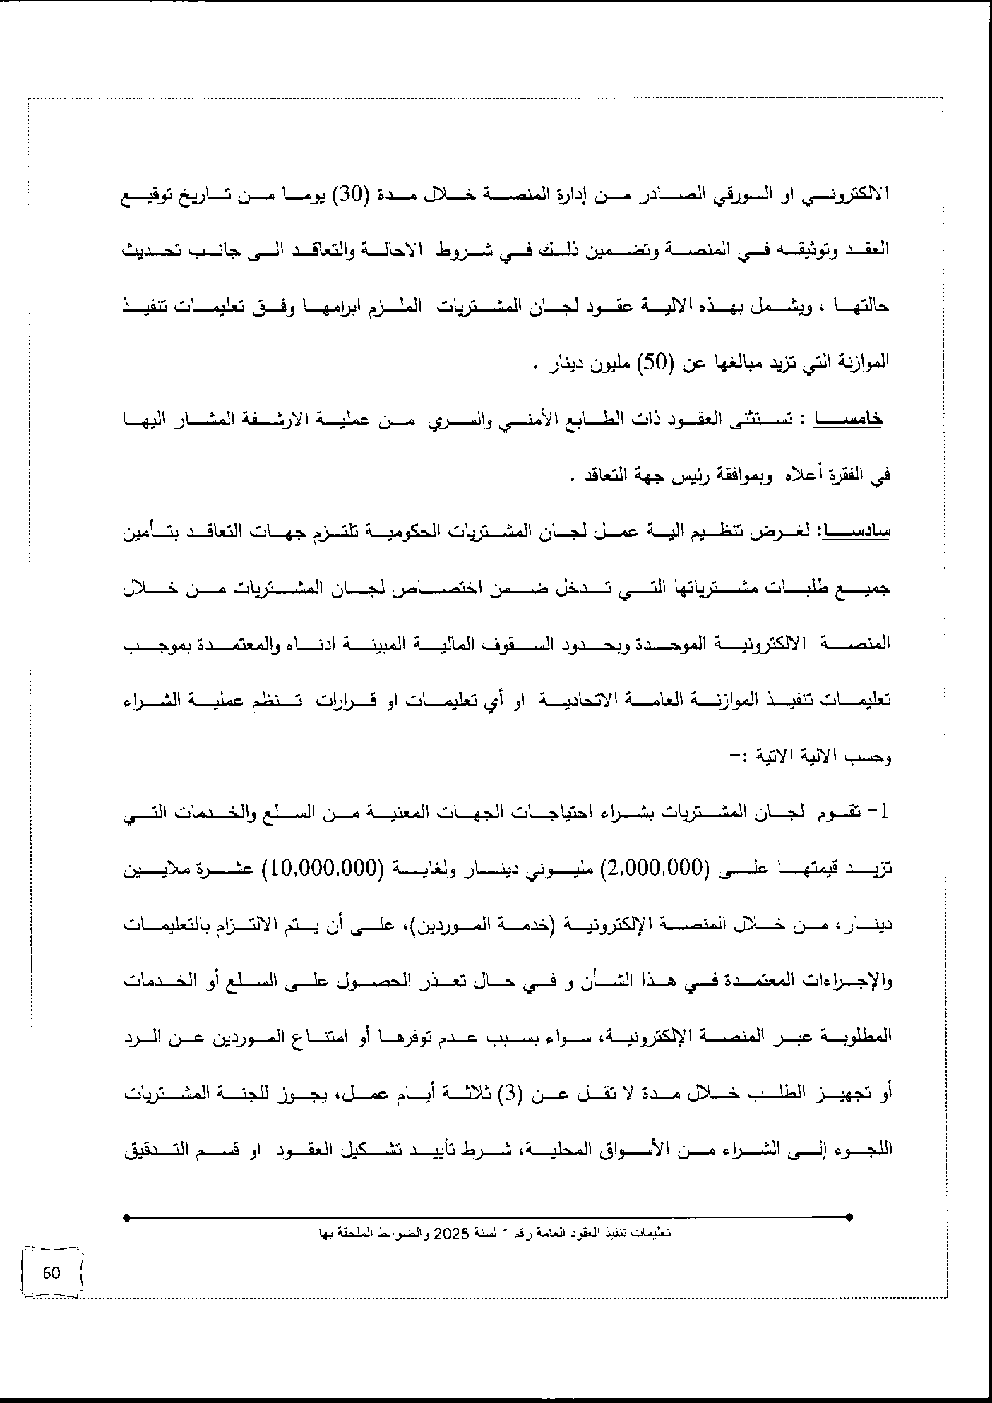 الالكتروني او الورقي الصادر من إدارة المنصة خلال مدة (30) يوما من تاريخ توقيع
العقد وتوثيقه في المنصة وتضمين ذلك في شروط الاحالة والتعاقد الى جانب تحديث
حالتها ، ويشمل بهذه الالية عقود لجان المشتريات الملزم ابرامها وفق تعليمات تنفيذ
الموازنة التي تزيد مبالغها عن (50) مليون دينار .
خامسا : تستثنى العقود ذات الطابع الأمني والسري من عملية الارشفة المشار اليها
في الفقرة أعلاه وبموافقة رئيس جهة التعاقد .
سادسا: لغرض تنظيم الية عمل لجان المشتريات الحكومية تلتزم جهات التعاقد بتأمين
جميع طلبات مشترياتها التي تدخل ضمن اختصاص لجان المشتريات من خلال
المنصة الالكترونية الموحدة وبحدود السقوف المالية المبينة ادناه والمعتمدة بموجب
تعليمات تنفيذ الموازنة العامة الاتحادية او أي تعليمات او قرارات تنظم عملية الشراء
وحسب الالية الاتية :-
1- تقوم لجان المشتريات بشراء احتياجات الجهات المعنية من السلع والخدمات التي
تزيد قيمتها على (2,000,000) مليوني دينار ولغاية (10,000,000) عشرة ملايين
دينار، من خلال المنصة الإلكترونية (خدمة الموردين)، على أن يتم الالتزام بالتعليمات
والإجراءات المعتمدة في هذا الشأن و في حال تعذر الحصول على السلع أو الخدمات
المطلوبة عبر المنصة الإلكترونية، سواء بسبب عدم توفرها أو امتناع الموردين عن الرد
أو تجهيز الطلب خلال مدة لا تقل عن (3) ثلاثة أيام عمل، يجوز للجنة المشتريات
اللجوء إلى الشراء من الأسواق المحلية، شرط تأييد تشكيل العقود او قسم التدقيق
تعليمات تنفيذ العقود العامة رقم لسنة 2025 والضوابط الملحقة بها
60